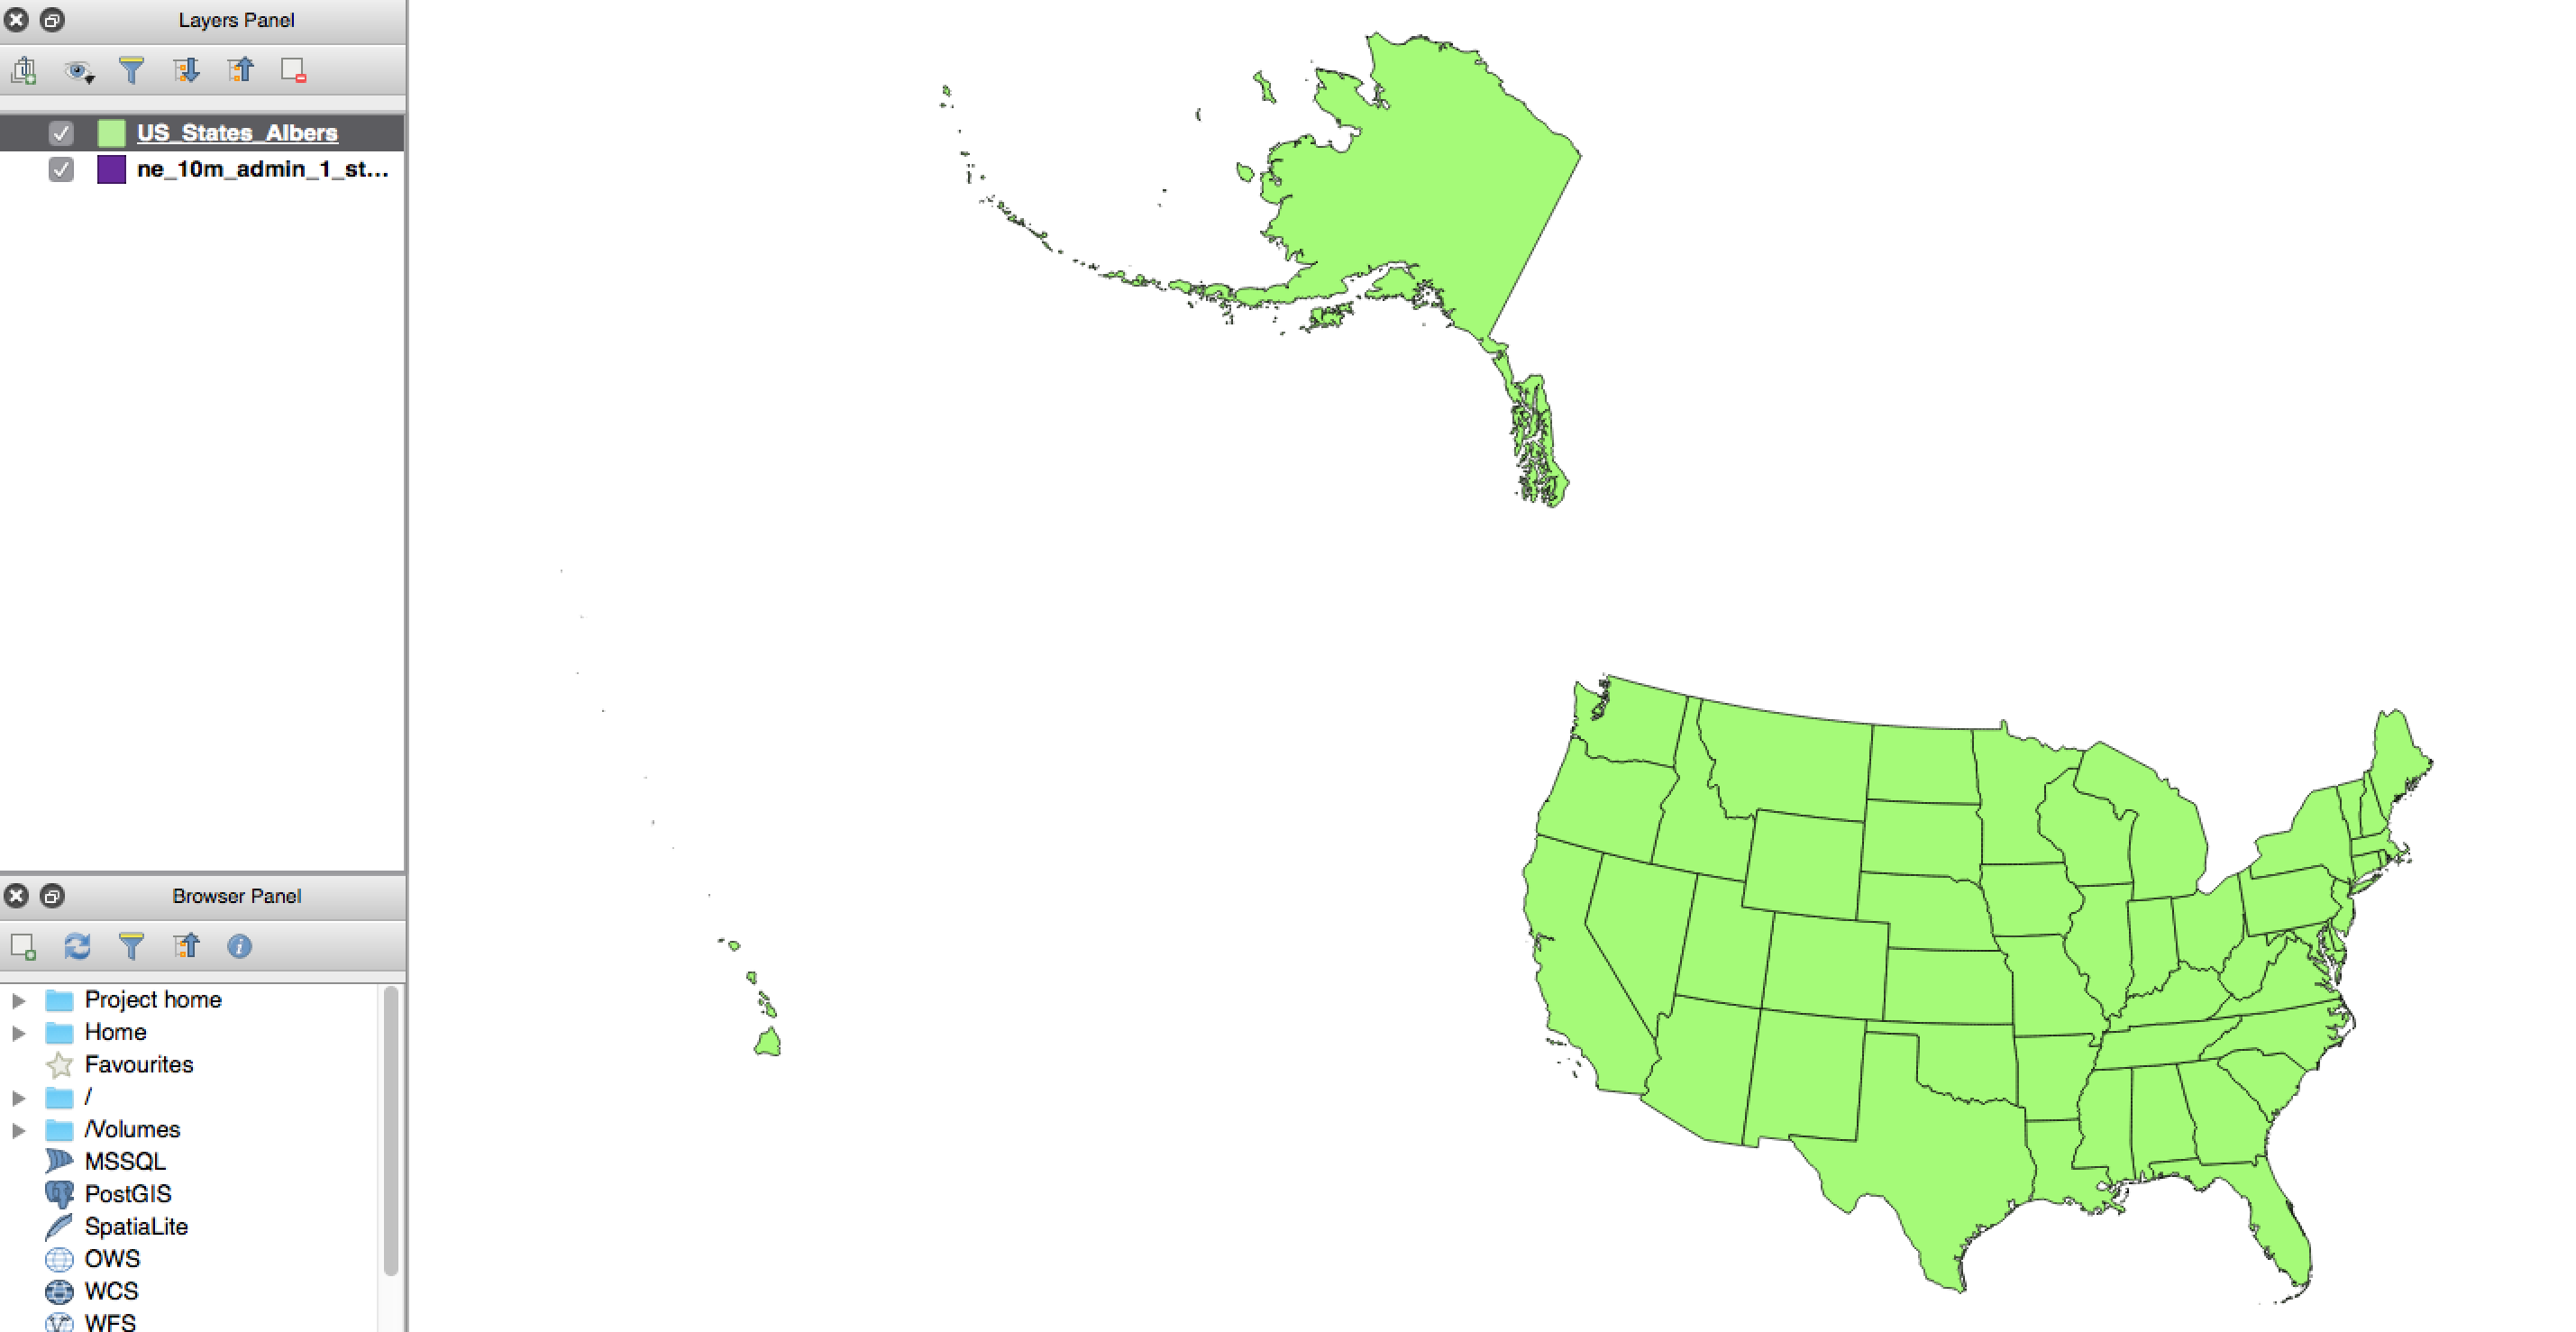 Layers Panel
US_States_Albers
ne_10m_admin_1_st...
Browser Panel
Project home
Home
Favourites
/
/Volumes
MSSQL
PostGIS
SpatiaLite
OWS
WCS
WFS